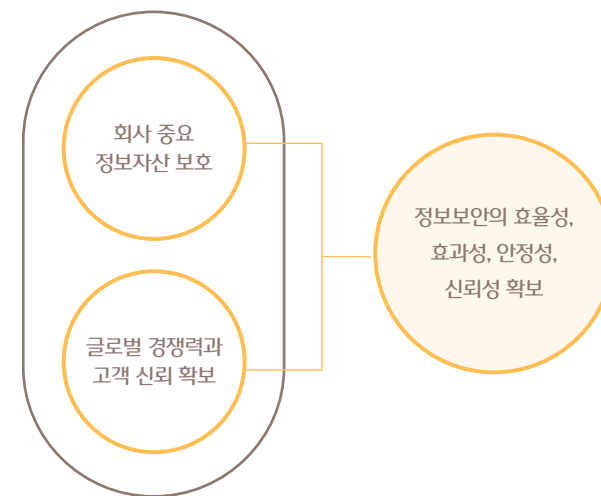 회사 중요
정보자산 보호
글로벌 경쟁력과
고객 신뢰 확보
정보보안의 효율성,
효과성, 안정성,
신뢰성 확보